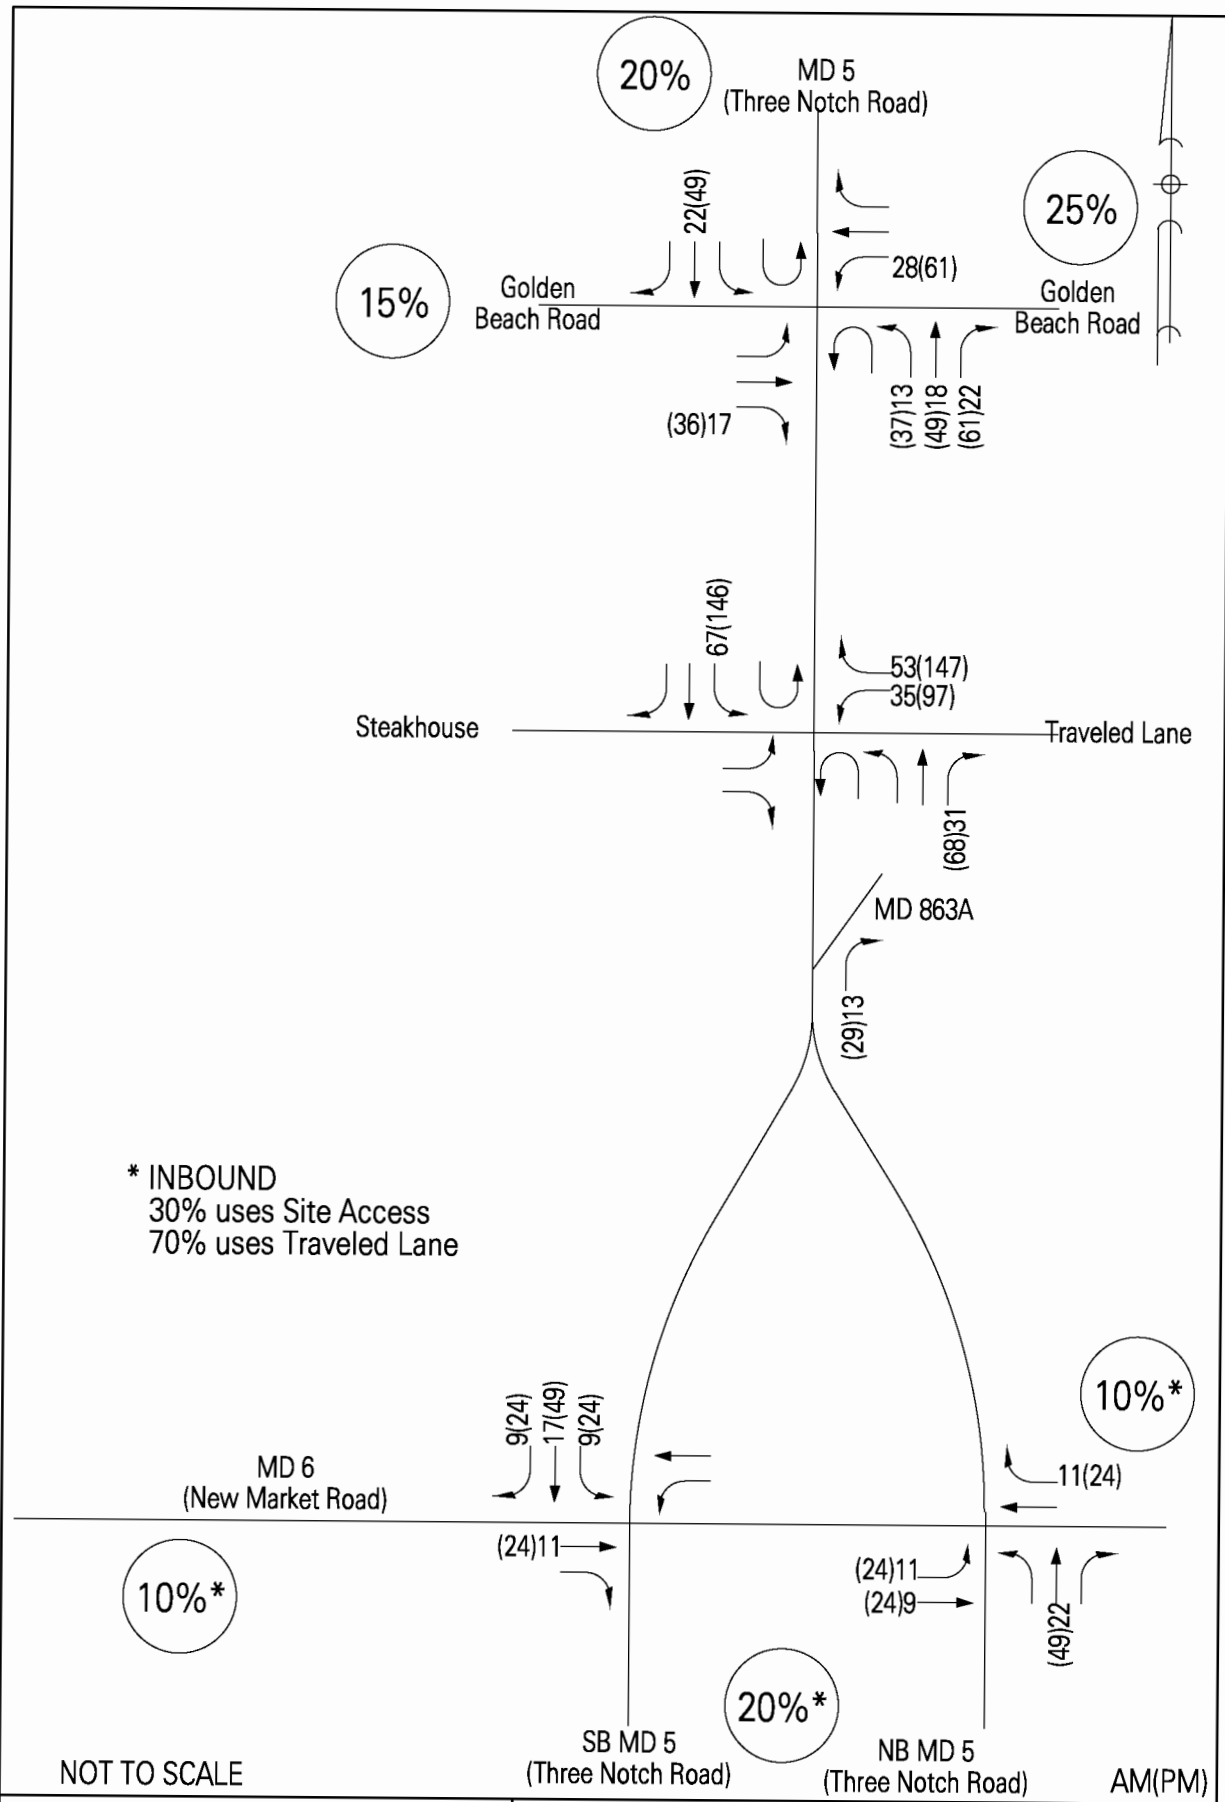 20%
MD 5
(Three Notch Road)
22(49)
25%
28(61)
15%
Golden
Beach Road
Golden
Beach Road
(36)17
(37)13
(49)18
(61)22
67(146)
53(147)
35(97)
Steakhouse
Traveled Lane
(68)31
MD 863A
(29)13
* INBOUND
30% uses Site Access
70% uses Traveled Lane
10%*
9(24)
17(49)
9(24)
MD 6
(New Market Road)
11(24)
(24)11
(24)11
(24)9
(49)22
10%*
20%*
SB MD 5
(Three Notch Road)
NB MD 5
(Three Notch Road)
NOT TO SCALE
AM(PM)